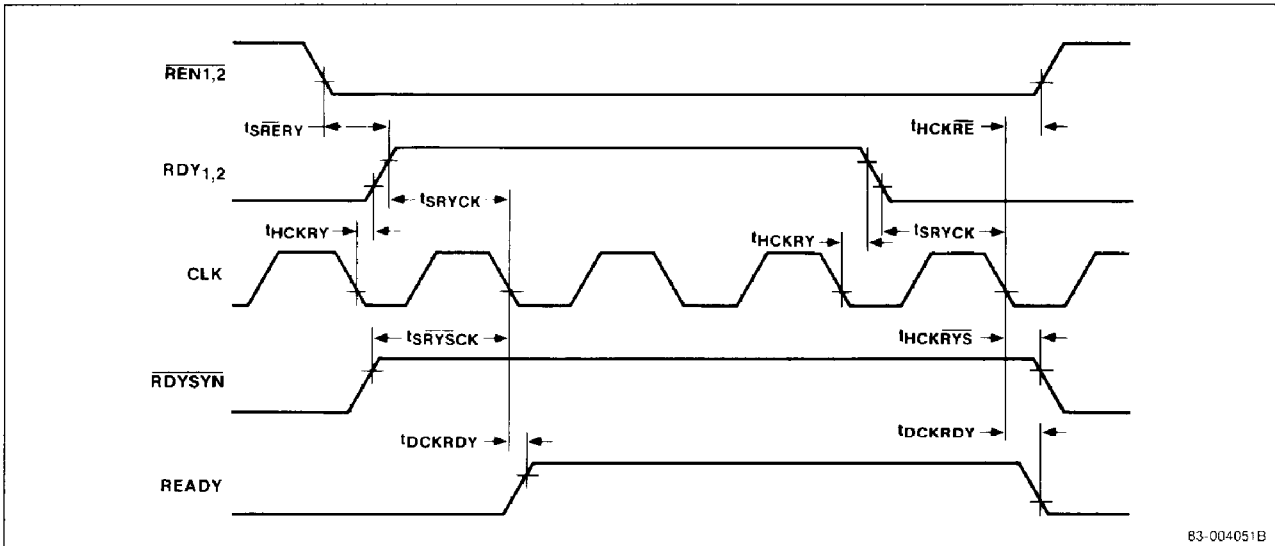 REN1,2
tSRERY
tHCKRE
RDY1,2
tSRYCK
tHCKRY
tHCKRY
tSRYCK
CLK
tSRYSCK
tHCKRYS
RDYSYN
tDCKRDY
tDCKRDY
READY
83-004051B